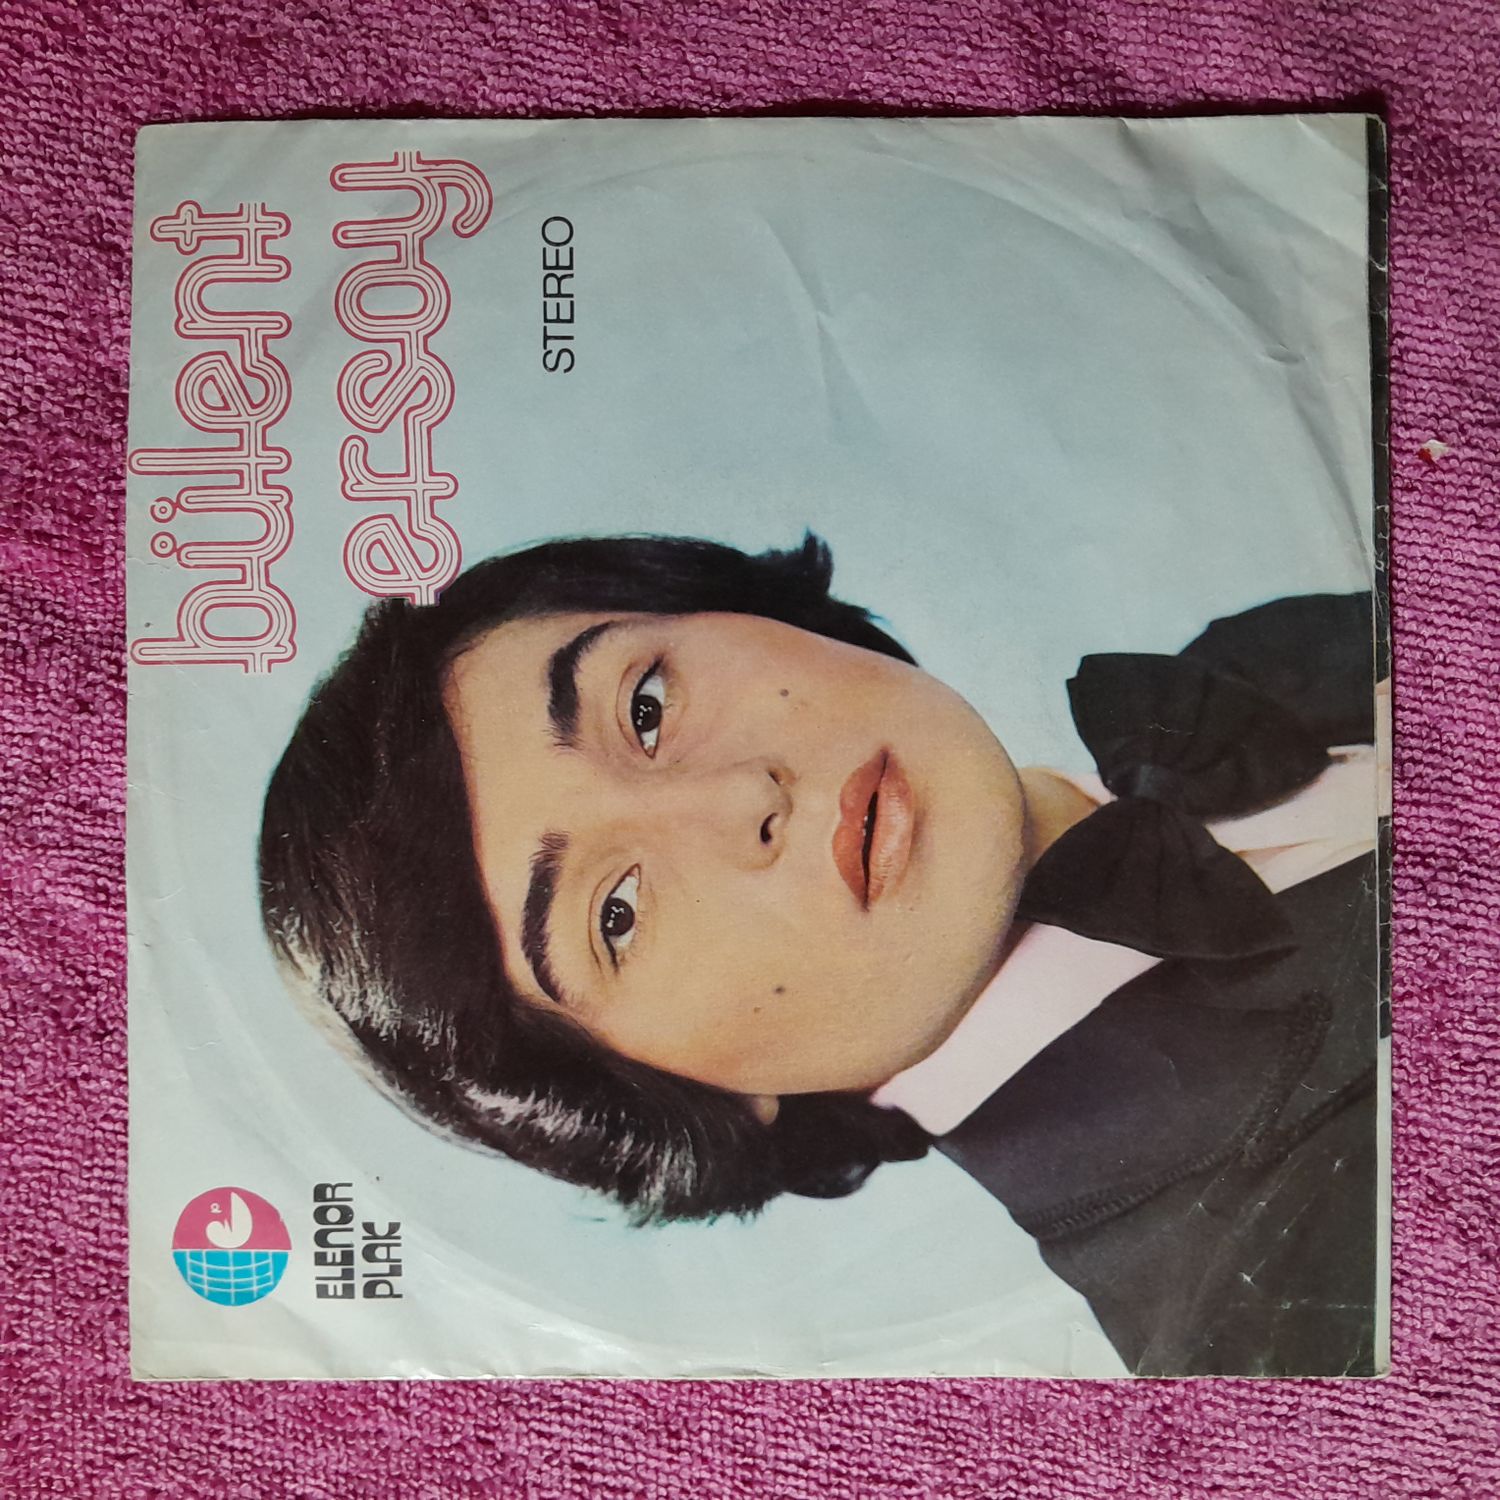 bülent
ersoy
STEREO
ELENOR
PLAK